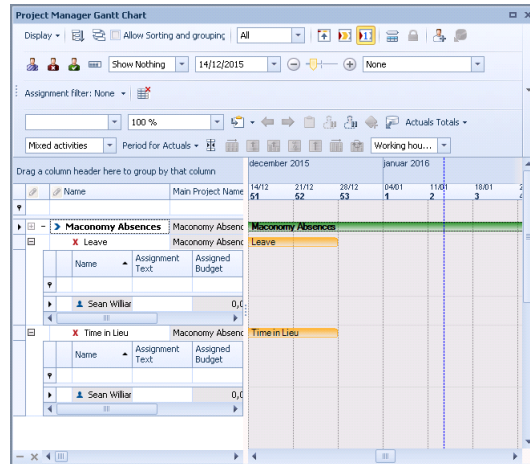 Project Manager Gantt Chart
Display
Allow Sorting and grouping
All
Show Nothing
14/12/2015
None
Assignment filter: None
100 %
Actuals Totals
Mixed activities
Period for Actuals
Working hou...
Drag a column header here to group by that column
december 2015
januar 2016
Name
Main Project Name
14/12
21/12
28/12
04/01
11/01
18/01
51
52
53
1
2
3
Maconomy Absences
Maconomy Absenc
Maconomy Absences
Leave
Maconomy Absenc
Leave
Name
Assignment Text
Assigned Budget
Sean Williar
0,0
Time in Lieu
Maconomy Absenc
Time in Lieu
Name
Assignment Text
Assigned Budget
Sean Williar
0,0